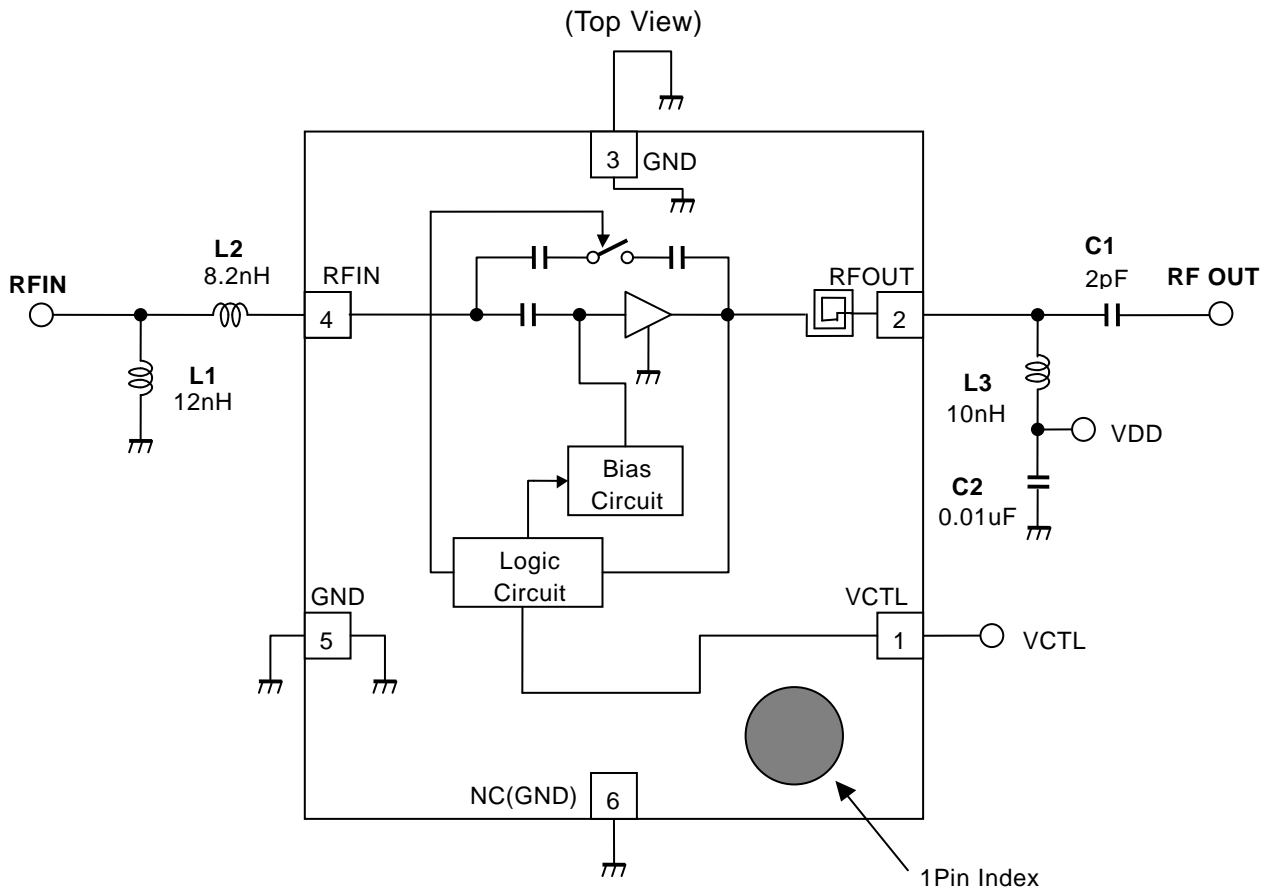 (Top View)
3
GND
L2
8.2nH
RFIN
RFIN
4
L1
12nH
RFOUT
2
C1
2pF
RF OUT
L3
10nH
VDD
C2
0.01uF
Bias
Circuit
Logic
Circuit
GND
5
VCTL
1
VCTL
NC(GND)
6
1Pin Index